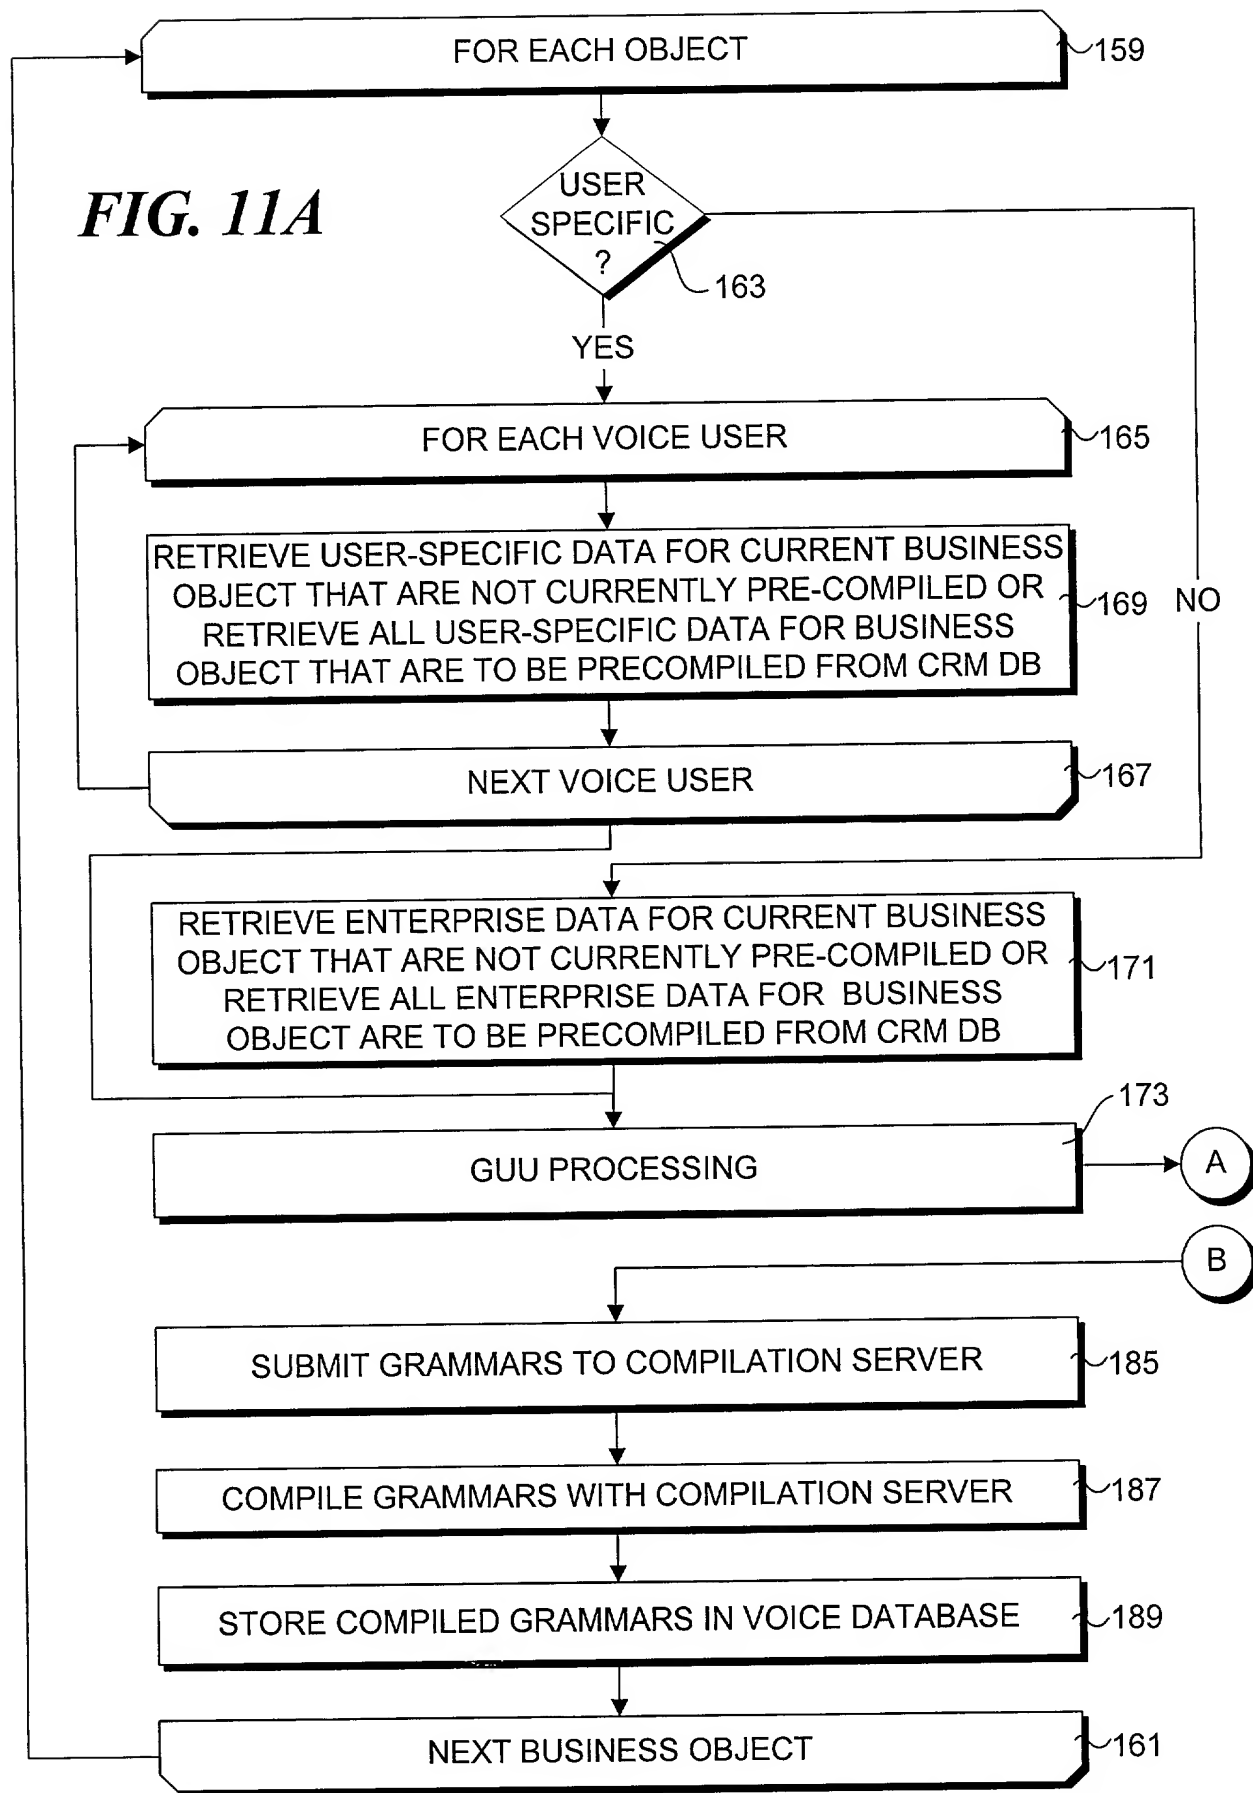 FOR EACH OBJECT
159
FIG. 11A
USER
SPECIFIC
?
163
YES
FOR EACH VOICE USER
165
RETRIEVE USER-SPECIFIC DATA FOR CURRENT BUSINESS
OBJECT THAT ARE NOT CURRENTLY PRE-COMPILED OR
RETRIEVE ALL USER-SPECIFIC DATA FOR BUSINESS
OBJECT THAT ARE TO BE PRECOMPILED FROM CRM DB
169
NO
NEXT VOICE USER
167
RETRIEVE ENTERPRISE DATA FOR CURRENT BUSINESS
OBJECT THAT ARE NOT CURRENTLY PRE-COMPILED OR
RETRIEVE ALL ENTERPRISE DATA FOR BUSINESS
OBJECT ARE TO BE PRECOMPILED FROM CRM DB
171
173
GUU PROCESSING
A
B
SUBMIT GRAMMARS TO COMPILATION SERVER
185
COMPILE GRAMMARS WITH COMPILATION SERVER
187
STORE COMPILED GRAMMARS IN VOICE DATABASE
189
NEXT BUSINESS OBJECT
161